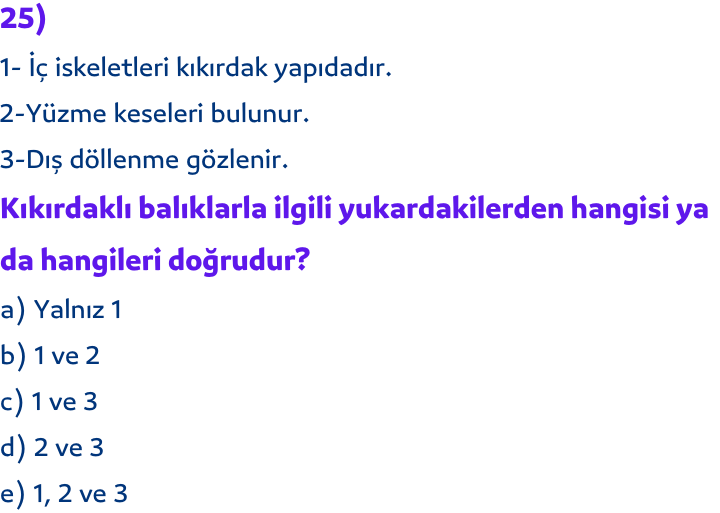 25)
1- İç iskeletleri kıkırdak yapıdadır.
2-Yüzme keseleri bulunur.
3-Dış döllenme gözlenir.
Kıkırdaklı balıklarla ilgili yukardakilerden hangisi ya
da hangileri doğrudur?
a) Yalnız 1
b) 1 ve 2
c) 1 ve 3
d) 2 ve 3
e) 1, 2 ve 3